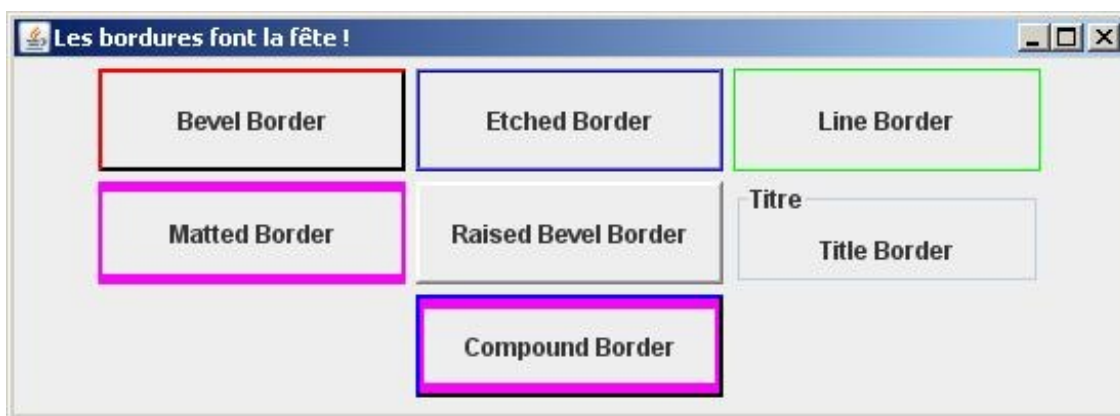 Les bordures font la fête !
Bevel Border
Etched Border
Line Border
Matted Border
Raised Bevel Border
Titre
Title Border
Compound Border